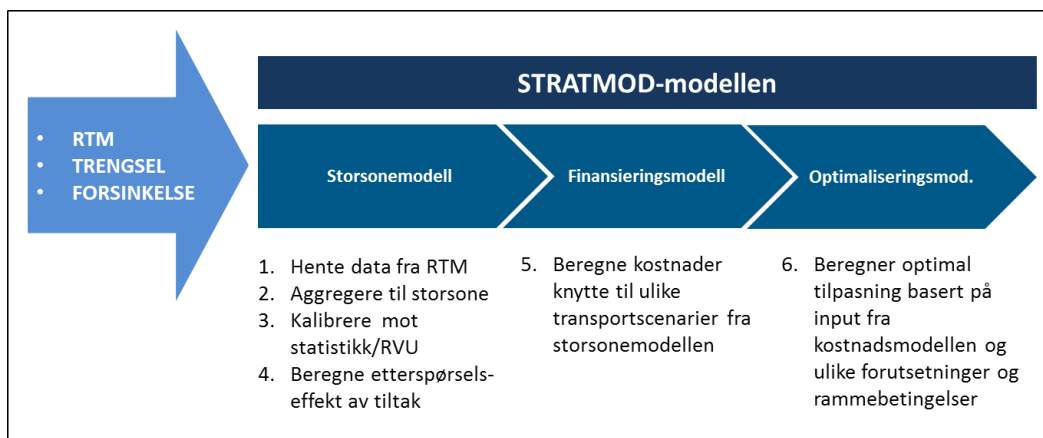 STRATMOD-modellen
• RTM
• TRENGSEL
• FORSINKELSE
Storsonemodell
Finansieringsmodell
Optimaliseringsmod.
1. Hente data fra RTM
2. Aggregere til storsone
3. Kalibrere mot
statistikk/RVU
4. Beregne etterspørsels-
effekt av tiltak
5. Beregne kostnader
knytte til ulike
transportscenarier fra
storsonemodellen
6. Beregner optimal
tilpasning basert på
input fra
kostnadsmodellen og
ulike forutsetninger og
rammebetingelser